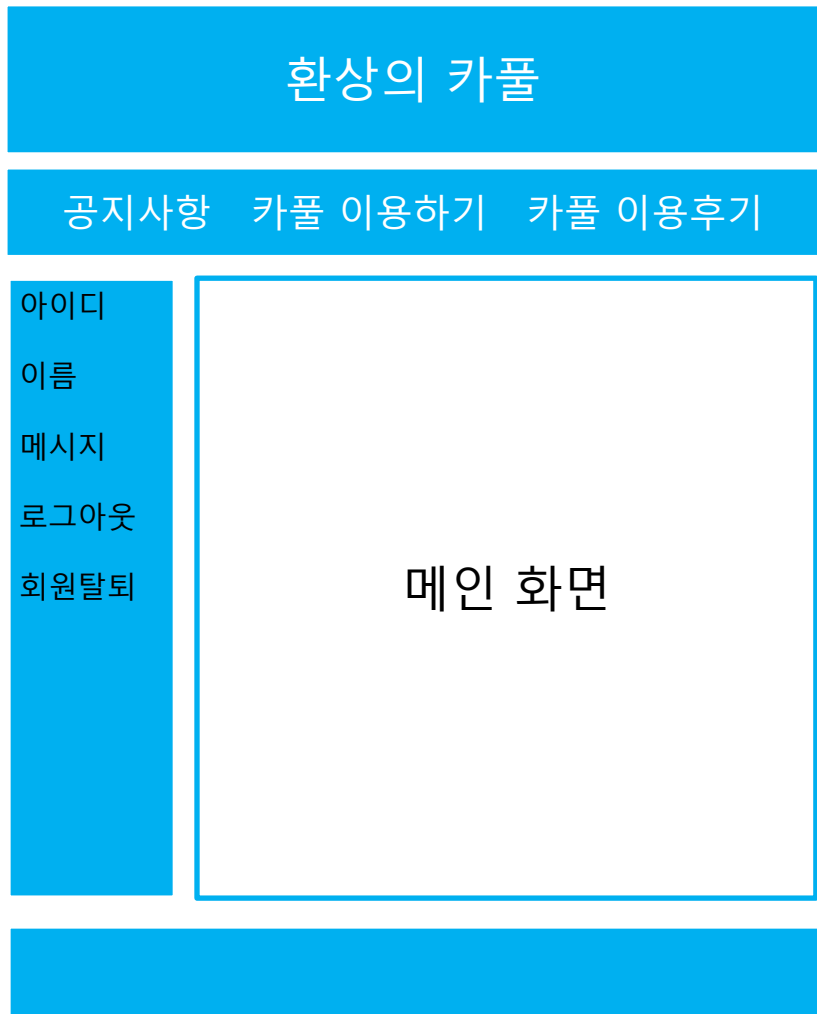 환상의 카풀
공지사항 카풀 이용하기 카풀 이용후기
아이디
이름
메시지
로그아웃
회원탈퇴
메인 화면